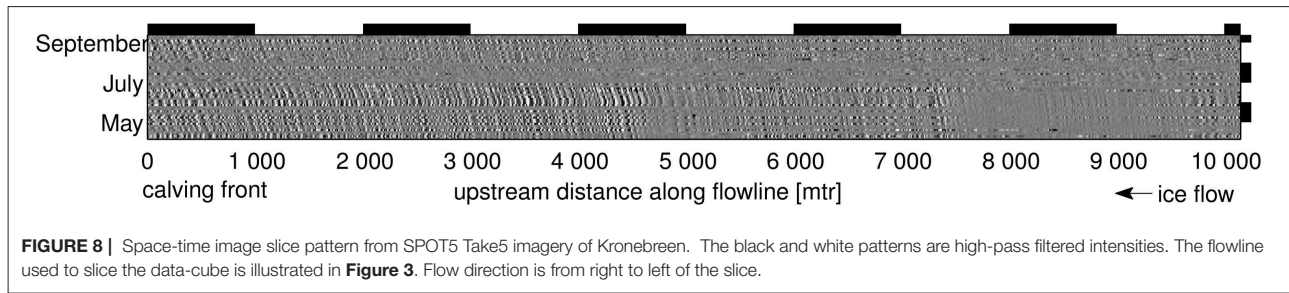 September
July
May
0 1 000 2 000 3 000 4 000 5 000 6 000 7 000 8 000 9 000 10 000
calving front upstream distance along flowline [mtr] ← ice flow
FIGURE 8 | Space-time image slice pattern from SPOT5 Take5 imagery of Kronebreen. The black and white patterns are high-pass filtered intensities. The flowline
used to slice the data-cube is illustrated in Figure 3. Flow direction is from right to left of the slice.